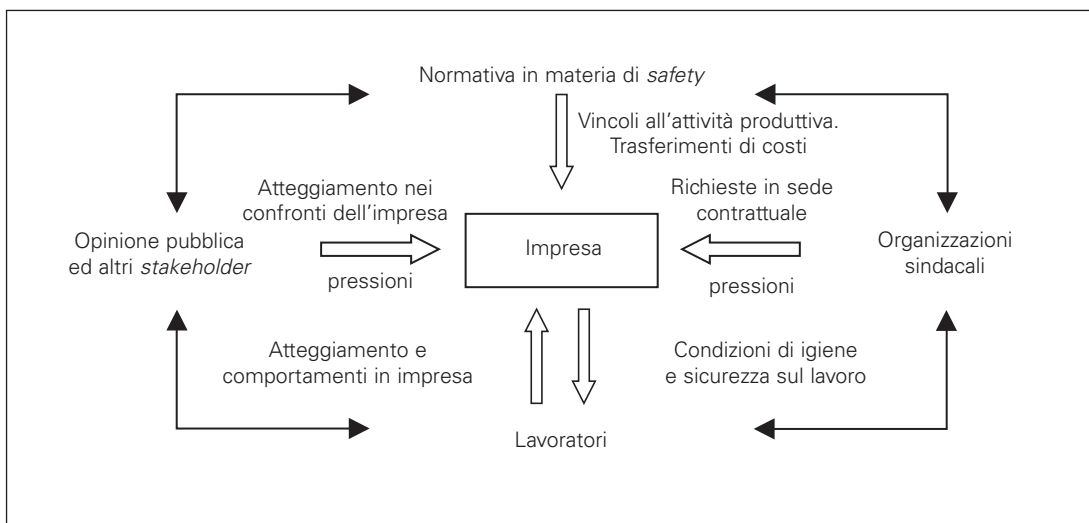 Normativa in materia di safety
Vincoli all'attività produttiva.
Trasferimenti di costi
Atteggiamento nei
confronti dell'impresa
Richieste in sede
contrattuale
Opinione pubblica
ed altri stakeholder
pressioni
Impresa
pressioni
Organizzazioni
sindacali
Atteggiamento e
comportamenti in impresa
Condizioni di igiene
e sicurezza sul lavoro
Lavoratori